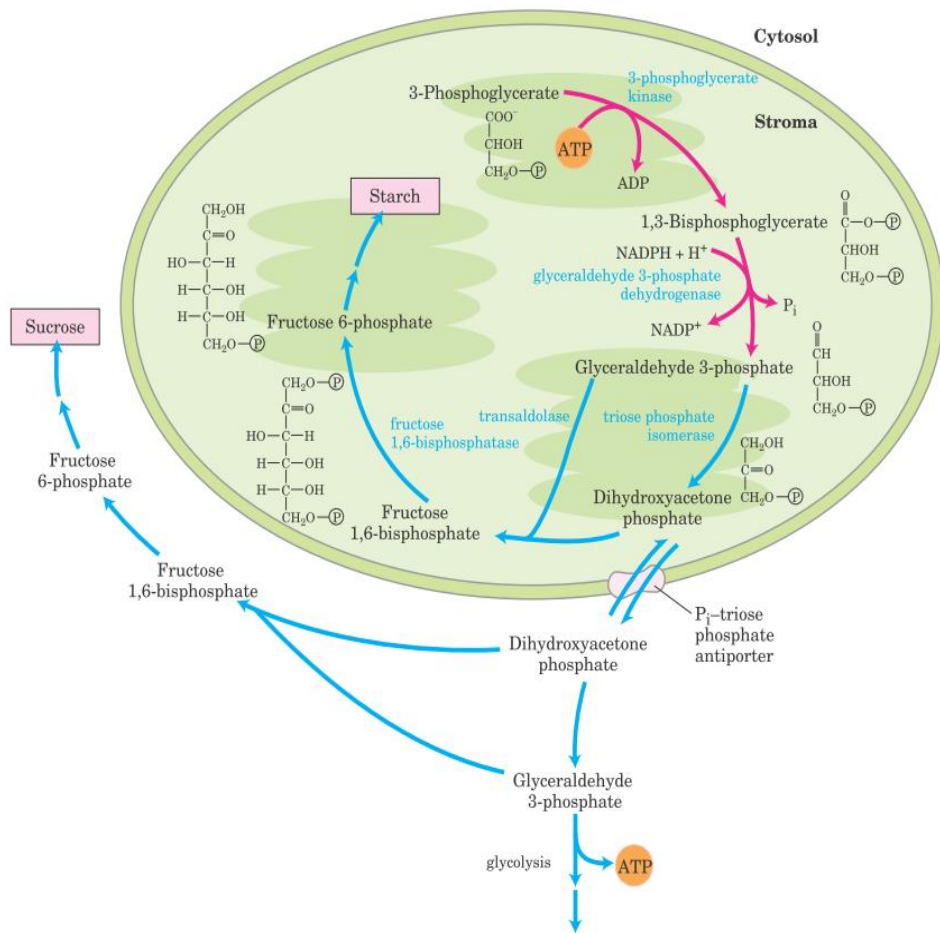 Cytosol
3-phosphoglycerate
kinase
3-Phosphoglycerate
Stroma
COO⁻
CHOH
CH₂O—Ⓟ
ATP
ADP
Starch
1,3-Bisphosphoglycerate
O
C—O—Ⓟ
CHOH
CH₂O—Ⓟ
NADPH + H⁺
glyceraldehyde 3-phosphate
dehydrogenase
Pᵢ
NADP⁺
CH₂OH
C=O
HO—C—H
H—C—OH
H—C—OH
CH₂O—Ⓟ
Sucrose
Fructose 6-phosphate
Glyceraldehyde 3-phosphate
O
CH
CHOH
CH₂O—Ⓟ
CH₂O—Ⓟ
C=O
HO—C—H
H—C—OH
H—C—OH
CH₂O—Ⓟ
fructose
1,6-bisphosphatase
transaldolase
triose phosphate
isomerase
CH₂OH
C=O
CH₂O—Ⓟ
Fructose
6-phosphate
Fructose
1,6-bisphosphate
Dihydroxyacetone
phosphate
Fructose
1,6-bisphosphate
Pᵢ–triose
phosphate
antiporter
Dihydroxyacetone
phosphate
Glyceraldehyde
3-phosphate
glycolysis
ATP